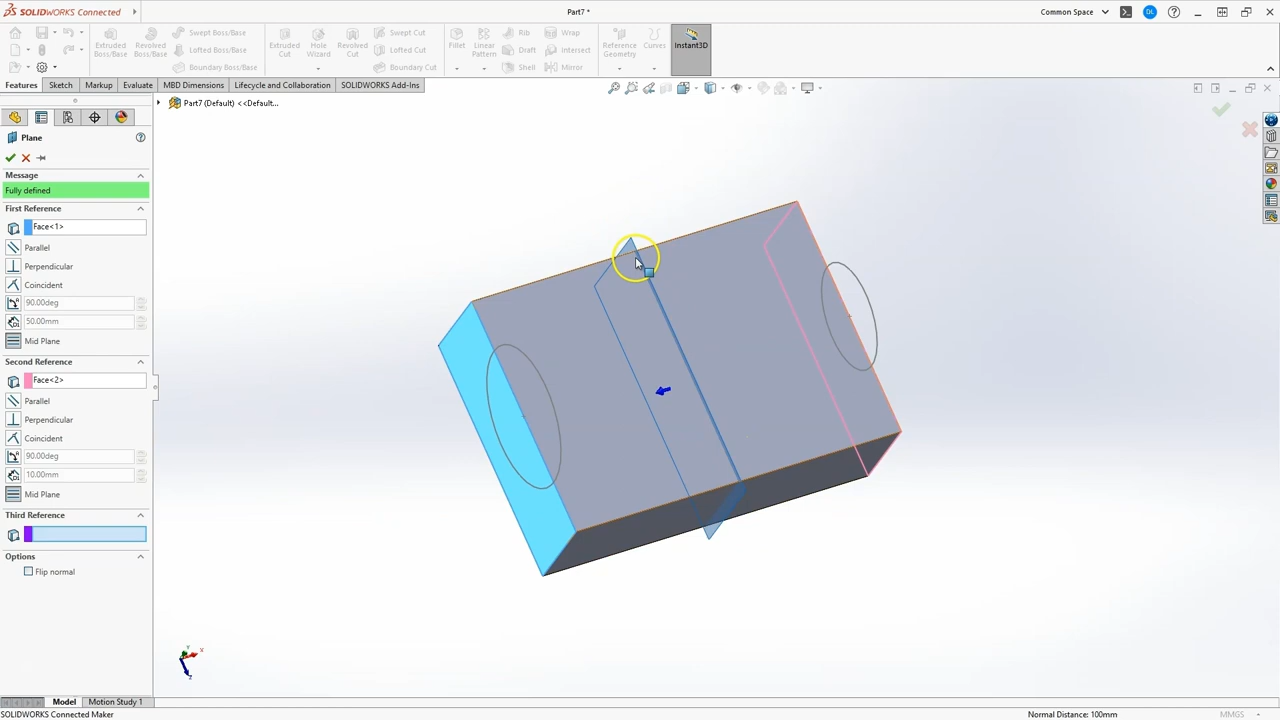 SOLIDWORKS Connected
Part7 *
Common Space
DL
Extruded Boss/Base
Revolved Boss/Base
Swept Boss/Base
Lofted Boss/Base
Boundary Boss/Base
Extruded Cut
Hole Wizard
Revolved Cut
Swept Cut
Lofted Cut
Boundary Cut
Fillet
Linear Pattern
Rib
Draft
Shell
Wrap
Intersect
Mirror
Reference Geometry
Curves
Instant3D
Features
Sketch
Markup
Evaluate
MBD Dimensions
Lifecycle and Collaboration
SOLIDWORKS Add-Ins
Part7 (Default) <<Default...
Plane
Message
Fully defined
First Reference
Face<1>
Parallel
Perpendicular
Coincident
90.00deg
50.00mm
Mid Plane
Second Reference
Face<2>
Parallel
Perpendicular
Coincident
90.00deg
10.00mm
Mid Plane
Third Reference
Options
Flip normal
Y
X
Z
Model
Motion Study 1
SOLIDWORKS Connected Maker
Normal Distance: 100mm
MMGS